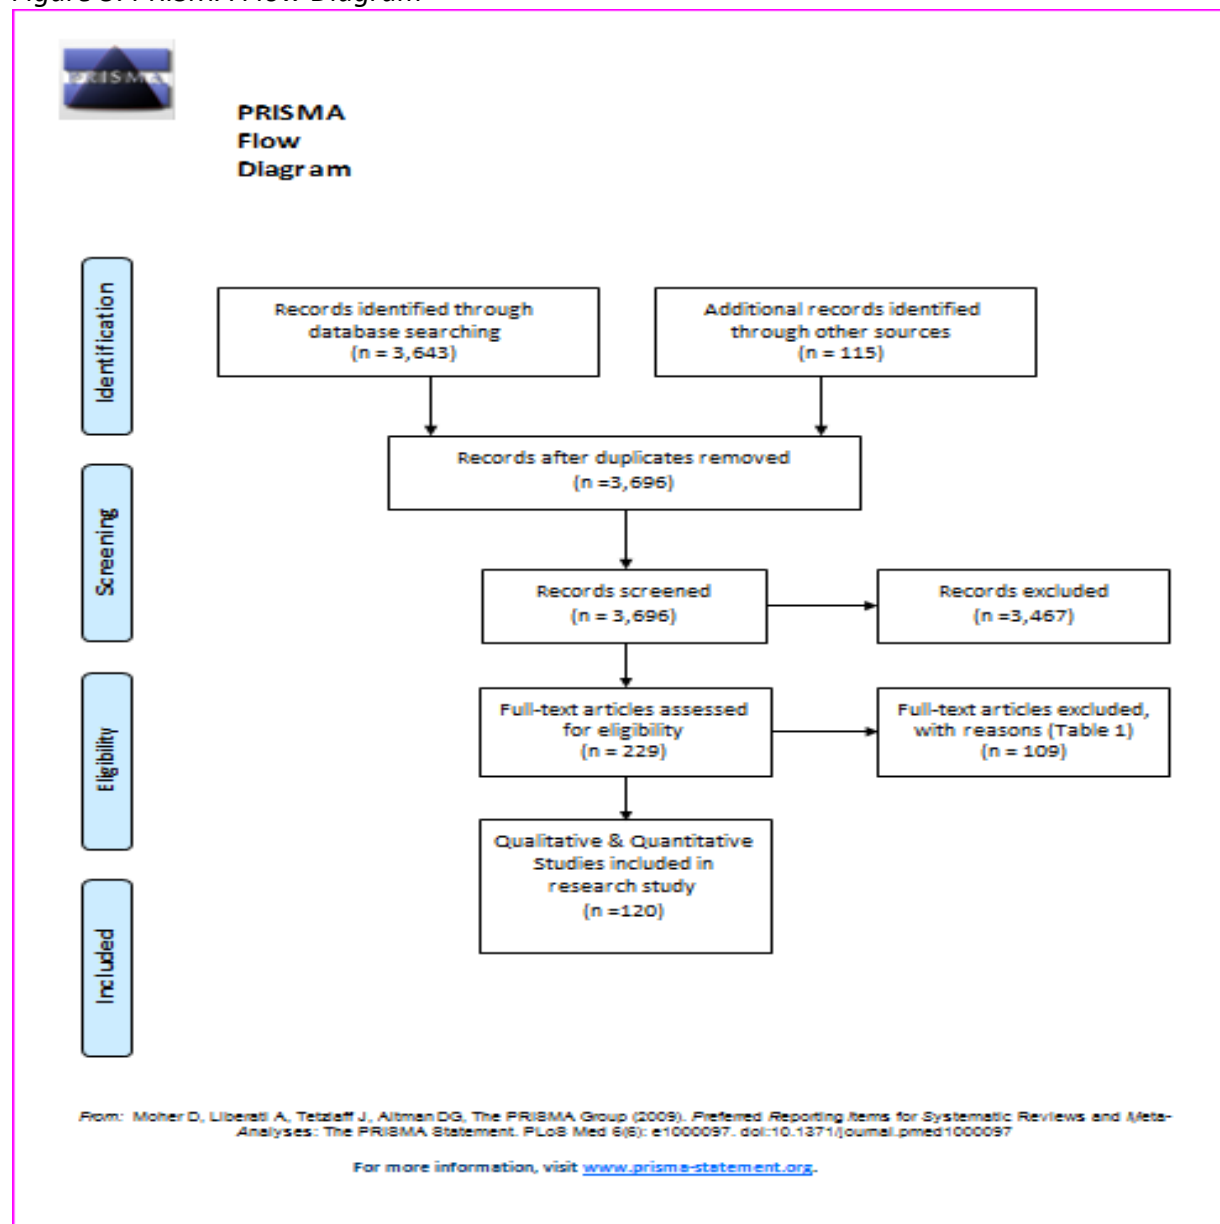 Figure 3: PRISMA Flow Diagram
PRISMA
PRISMA
Flow
Diagram
Identification
Records identified through
database searching
(n = 3,643)
Additional records identified
through other sources
(n = 115)
Records after duplicates removed
(n =3,696)
Screening
Records screened
(n = 3,696)
Records excluded
(n =3,467)
Eligibility
Full-text articles assessed
for eligibility
(n = 229)
Full-text articles excluded,
with reasons (Table 1)
(n = 109)
Qualitative & Quantitative
Studies included in
research study
(n =120)
Included
From: Moher D, Liberati A, Tetzlaff J, Altman DG, The PRISMA Group (2009). Preferred Reporting Items for Systematic Reviews and Meta-
Analyses: The PRISMA Statement. PLoS Med 6(6): e1000097. doi:10.1371/journal.pmed1000097
For more information, visit www.prisma-statement.org.